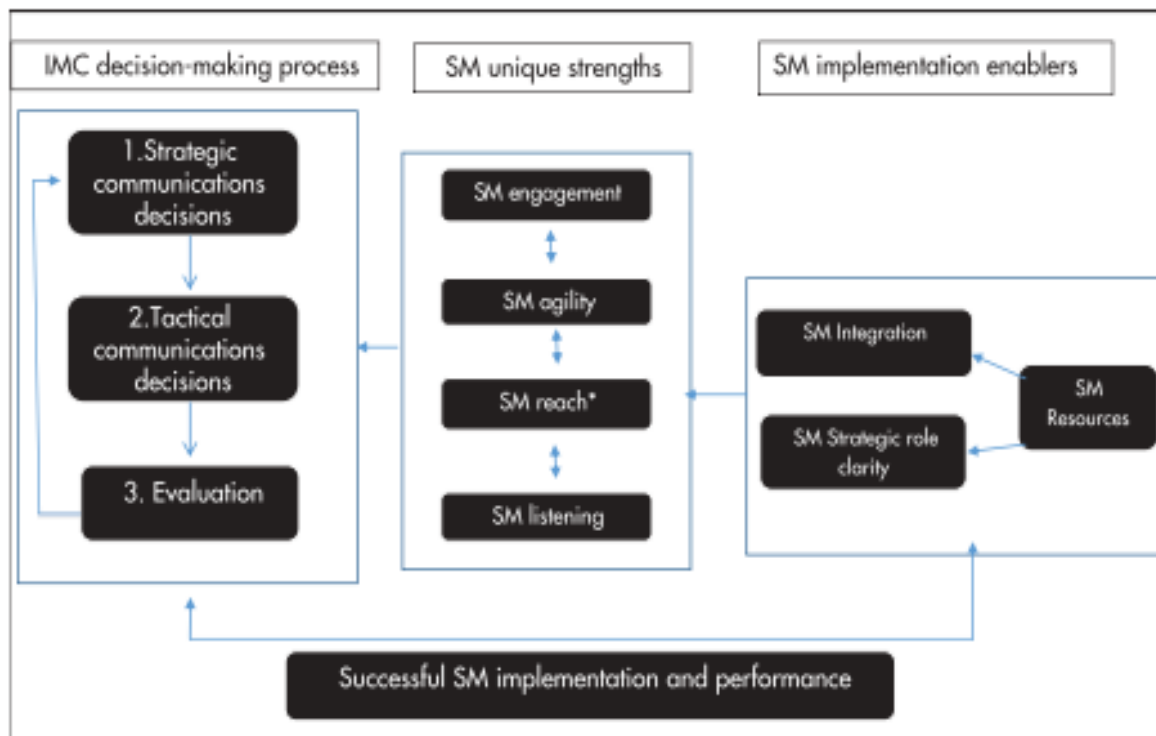 IMC decision-making process
SM unique strengths
SM implementation enablers
1.Strategic
communications
decisions
2.Tactical
communications
decisions
3. Evaluation
SM engagement
SM agility
SM reach*
SM listening
SM Integration
SM Strategic role
clarity
SM
Resources
Successful SM implementation and performance